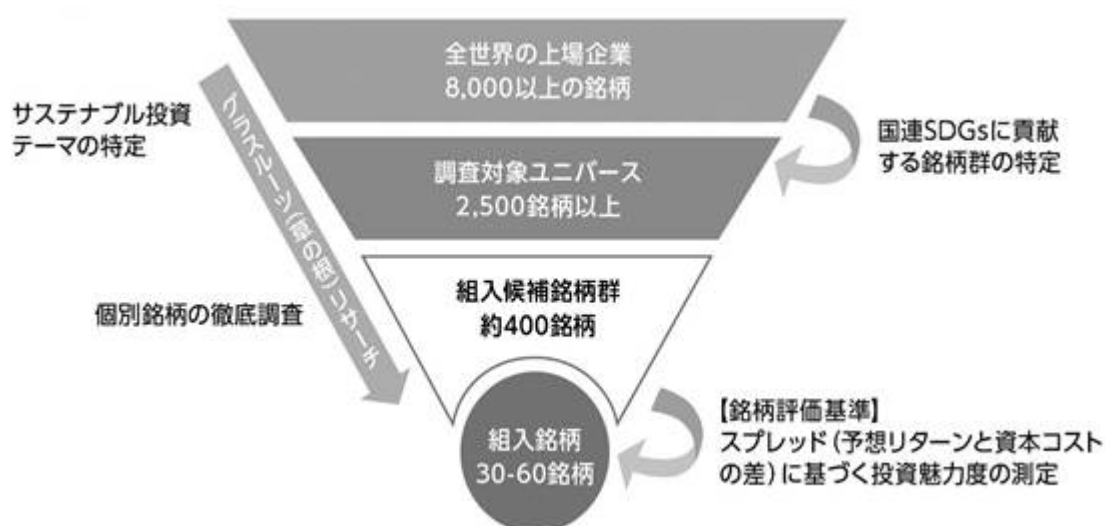 全世界の上場企業
8,000以上の銘柄
サステナブル投資
テーマの特定
グラスルーツ(草の根)リサーチ
国連SDGsに貢献
する銘柄群の特定
調査対象ユニバース
2,500銘柄以上
組入候補銘柄群
約400銘柄
個別銘柄の徹底調査
【銘柄評価基準】
スプレッド(予想リターンと資本コスト
の差)に基づく投資魅力度の測定
組入銘柄
30-60銘柄